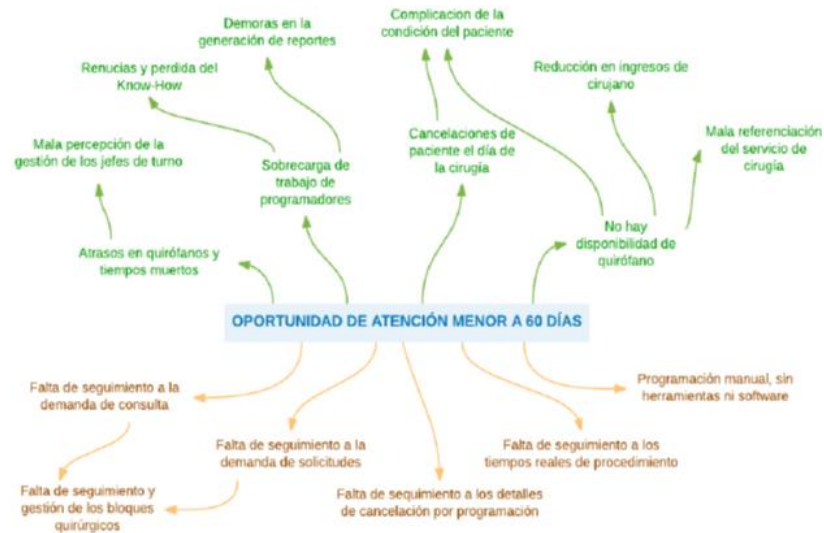 Demoras en la
generación de reportes
Complicacion de la
condición del paciente
Renucias y perdida del
Know-How
Reducción en ingresos de
cirujano
Mala percepción de la
gestión de los jefes de turno
Sobrecarga de
trabajo de
programadores
Cancelaciones de
paciente el día de
la cirugía
Mala referenciación
del servicio de
cirugía
Atrasos en quirófanos y
tiempos muertos
No hay
disponibilidad de
quirófano
OPORTUNIDAD DE ATENCIÓN MENOR A 60 DÍAS
Falta de seguimiento a la
demanda de consulta
Programación manual, sin
herramientas ni software
Falta de seguimiento a la
demanda de solicitudes
Falta de seguimiento a los
tiempos reales de procedimiento
Falta de seguimiento y
gestión de los bloques
quirúrgicos
Falta de seguimiento a los detalles
de cancelación por programación